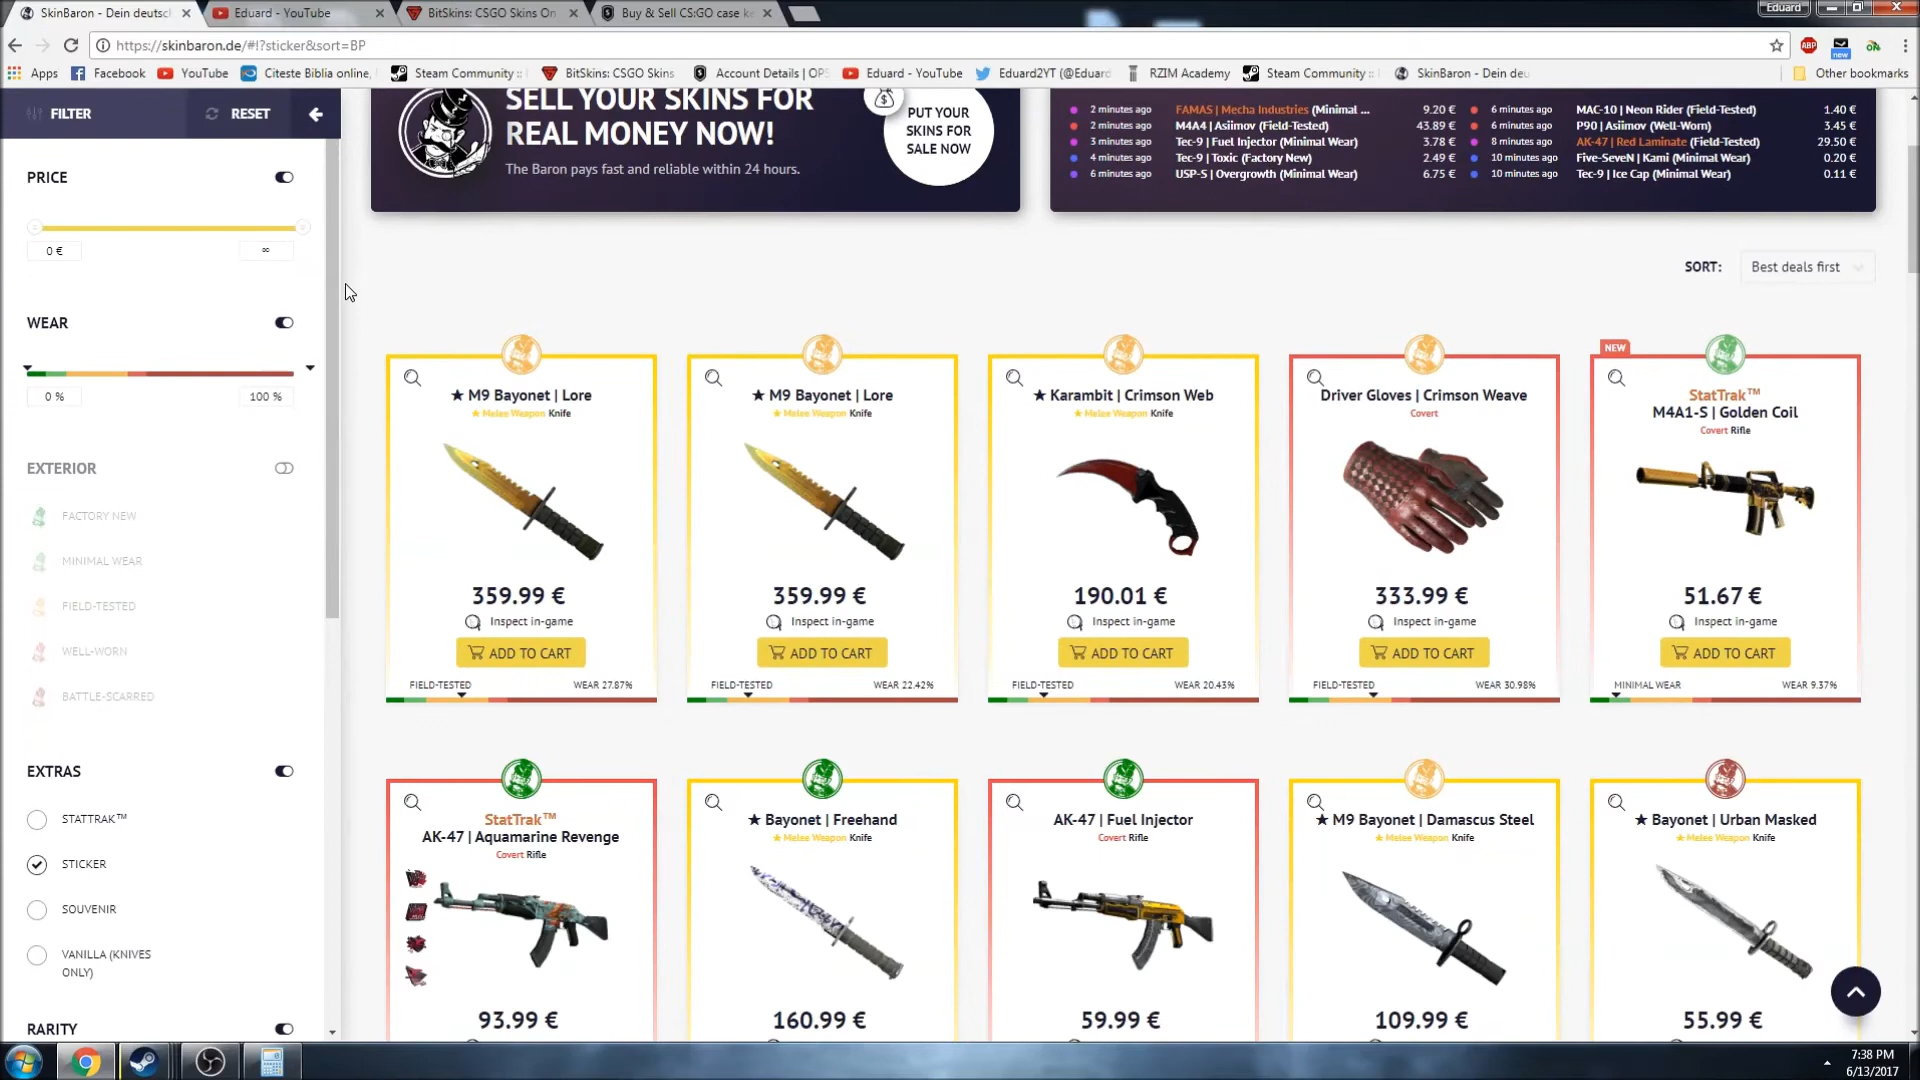 SkinBaron - Dein deutsc
Eduard - YouTube
BitSkins: CSGO Skins On
Buy & Sell CS:GO case ke
Eduard
https://skinbaron.de/#!?sticker&sort=BP
ABP
new
Apps
Facebook
YouTube
Citeste Biblia online,
Steam Community ::
BitSkins: CSGO Skins
Account Details | OPS
Eduard - YouTube
Eduard2YT (@Eduard
RZIM Academy
Steam Community ::
SkinBaron - Dein deu
Other bookmarks
FILTER
RESET
SELL YOUR SKINS FOR
REAL MONEY NOW!
The Baron pays fast and reliable within 24 hours.
PUT YOUR
SKINS FOR
SALE NOW
2 minutes ago FAMAS | Mecha Industries (Minimal ... 9.20 €
2 minutes ago M4A4 | Asiimov (Field-Tested) 43.89 €
3 minutes ago Tec-9 | Fuel Injector (Minimal Wear) 3.78 €
4 minutes ago Tec-9 | Toxic (Factory New) 2.49 €
6 minutes ago USP-S | Overgrowth (Minimal Wear) 6.75 €
6 minutes ago MAC-10 | Neon Rider (Field-Tested) 1.40 €
6 minutes ago P90 | Asiimov (Well-Worn) 3.45 €
8 minutes ago AK-47 | Red Laminate (Field-Tested) 29.50 €
10 minutes ago Five-SeveN | Kami (Minimal Wear) 0.20 €
10 minutes ago Tec-9 | Ice Cap (Minimal Wear) 0.11 €
PRICE
0 €
∞
WEAR
0 %
100 %
EXTERIOR
FACTORY NEW
MINIMAL WEAR
FIELD-TESTED
WELL-WORN
BATTLE-SCARRED
EXTRAS
STATTRAK™
STICKER
SOUVENIR
VANILLA (KNIVES
ONLY)
RARITY
SORT: Best deals first
★ M9 Bayonet | Lore
★ Melee Weapon Knife
359.99 €
Inspect in-game
ADD TO CART
FIELD-TESTED WEAR 27.87%
★ M9 Bayonet | Lore
★ Melee Weapon Knife
359.99 €
Inspect in-game
ADD TO CART
FIELD-TESTED WEAR 22.42%
★ Karambit | Crimson Web
★ Melee Weapon Knife
190.01 €
Inspect in-game
ADD TO CART
FIELD-TESTED WEAR 20.43%
Driver Gloves | Crimson Weave
Covert
333.99 €
Inspect in-game
ADD TO CART
FIELD-TESTED WEAR 30.98%
NEW
StatTrak™
M4A1-S | Golden Coil
Covert Rifle
51.67 €
Inspect in-game
ADD TO CART
MINIMAL WEAR WEAR 9.37%
StatTrak™
AK-47 | Aquamarine Revenge
Covert Rifle
93.99 €
★ Bayonet | Freehand
★ Melee Weapon Knife
160.99 €
AK-47 | Fuel Injector
Covert Rifle
59.99 €
★ M9 Bayonet | Damascus Steel
★ Melee Weapon Knife
109.99 €
★ Bayonet | Urban Masked
★ Melee Weapon Knife
55.99 €
7:38 PM
6/13/2017